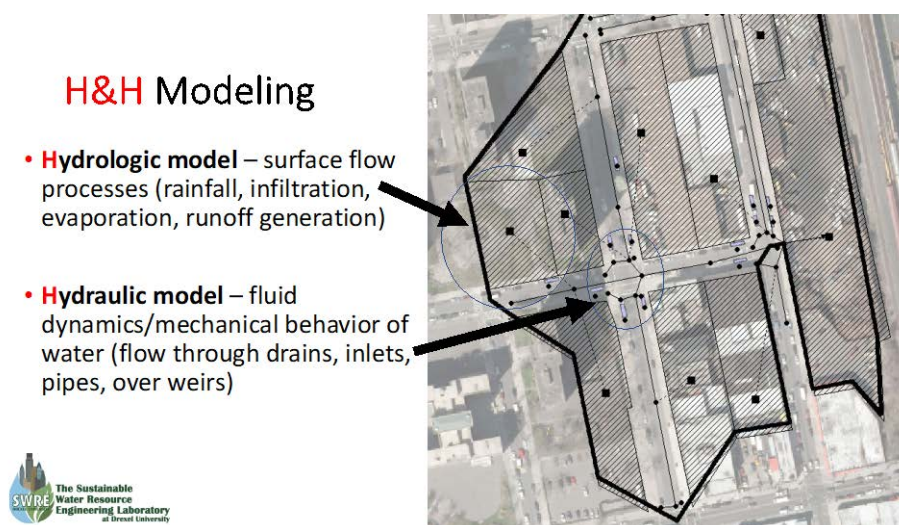 H&H Modeling
• Hydrologic model – surface flow
processes (rainfall, infiltration,
evaporation, runoff generation)
• Hydraulic model – fluid
dynamics/mechanical behavior of
water (flow through drains, inlets,
pipes, over weirs)
SWRE
The Sustainable
Water Resource
Engineering Laboratory
at Drexel University